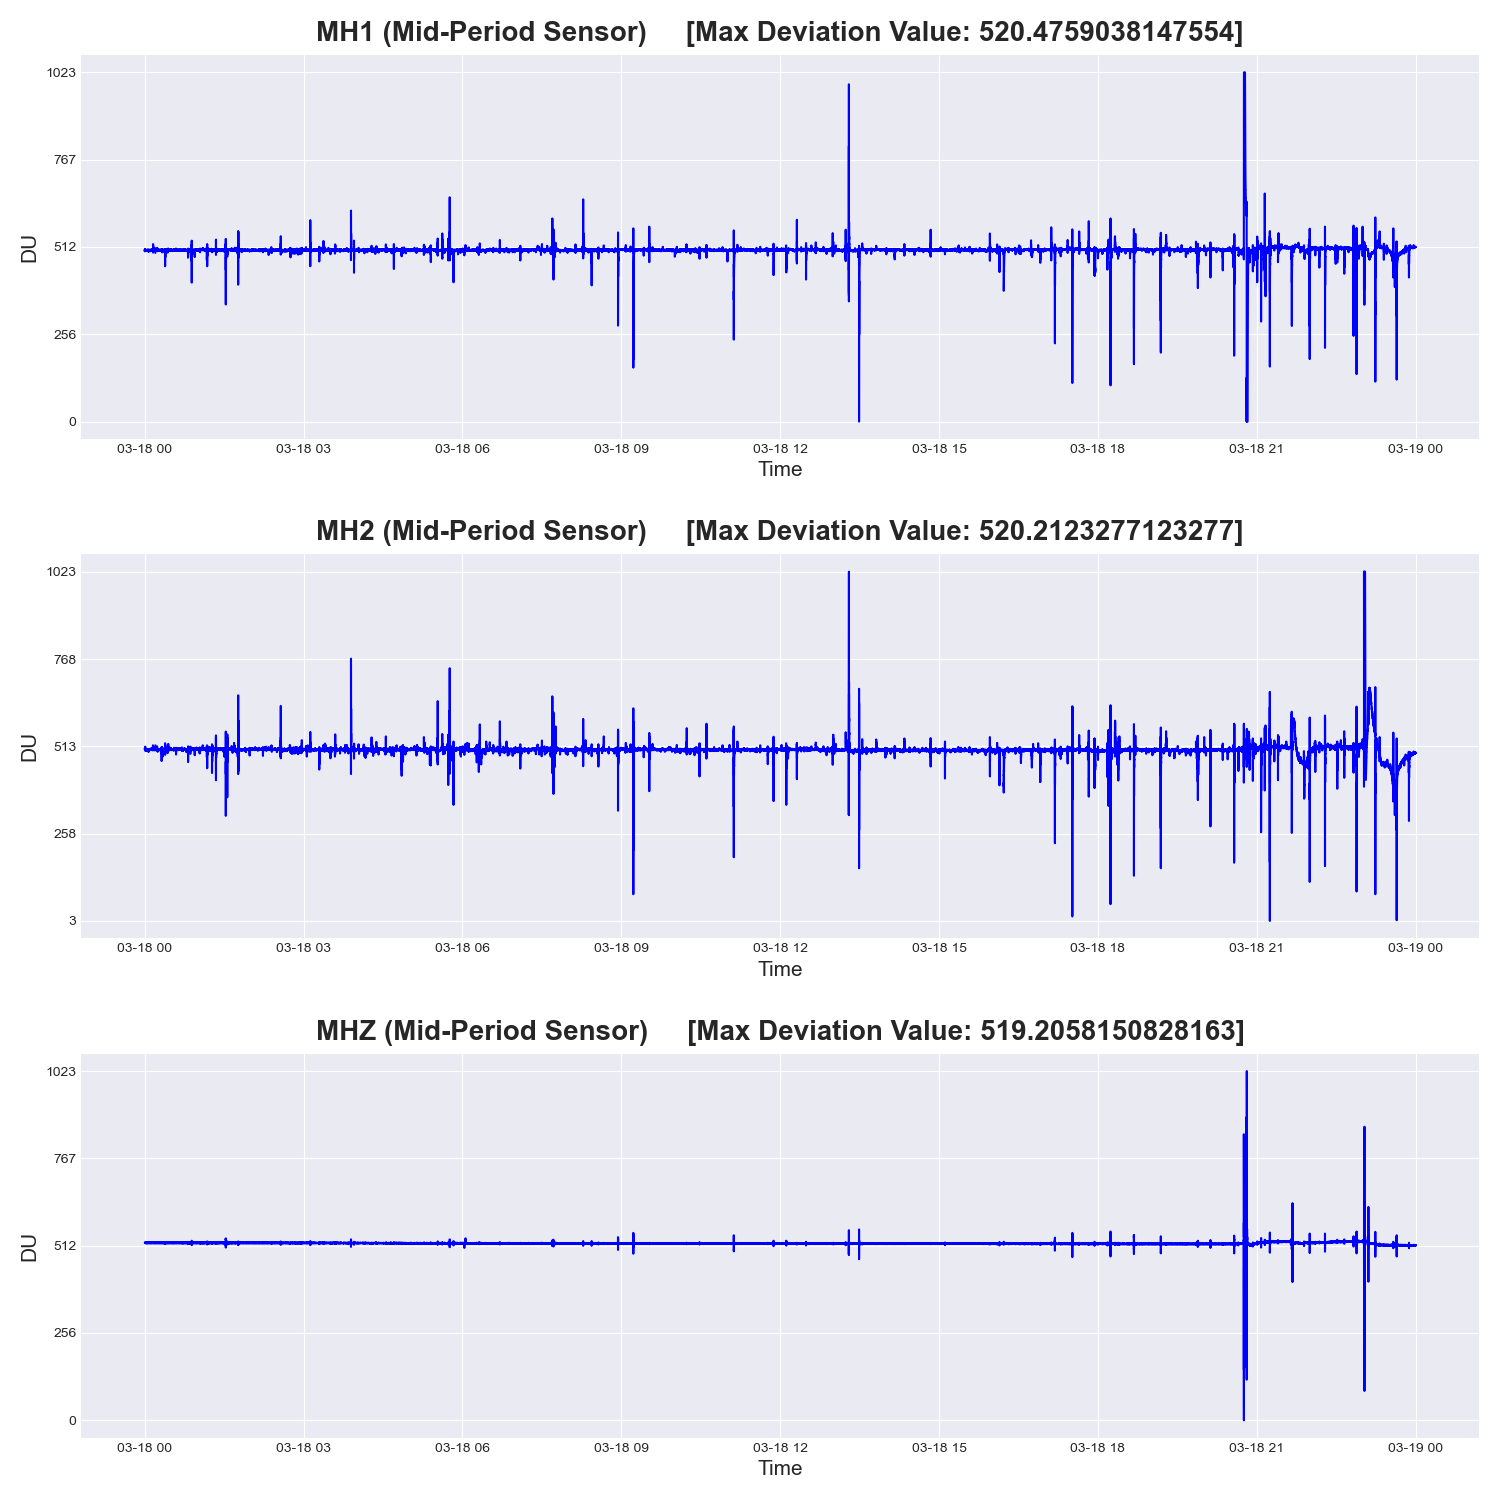 MH1 (Mid-Period Sensor) [Max Deviation Value: 520.4759038147554]
1023
767
512
256
0
DU
03-18 00 03-18 03 03-18 06 03-18 09 03-18 12 03-18 15 03-18 18 03-18 21 03-19 00
Time
MH2 (Mid-Period Sensor) [Max Deviation Value: 520.2123277123277]
1023
768
513
258
3
DU
03-18 00 03-18 03 03-18 06 03-18 09 03-18 12 03-18 15 03-18 18 03-18 21 03-19 00
Time
MHZ (Mid-Period Sensor) [Max Deviation Value: 519.2058150828163]
1023
767
512
256
0
DU
03-18 00 03-18 03 03-18 06 03-18 09 03-18 12 03-18 15 03-18 18 03-18 21 03-19 00
Time